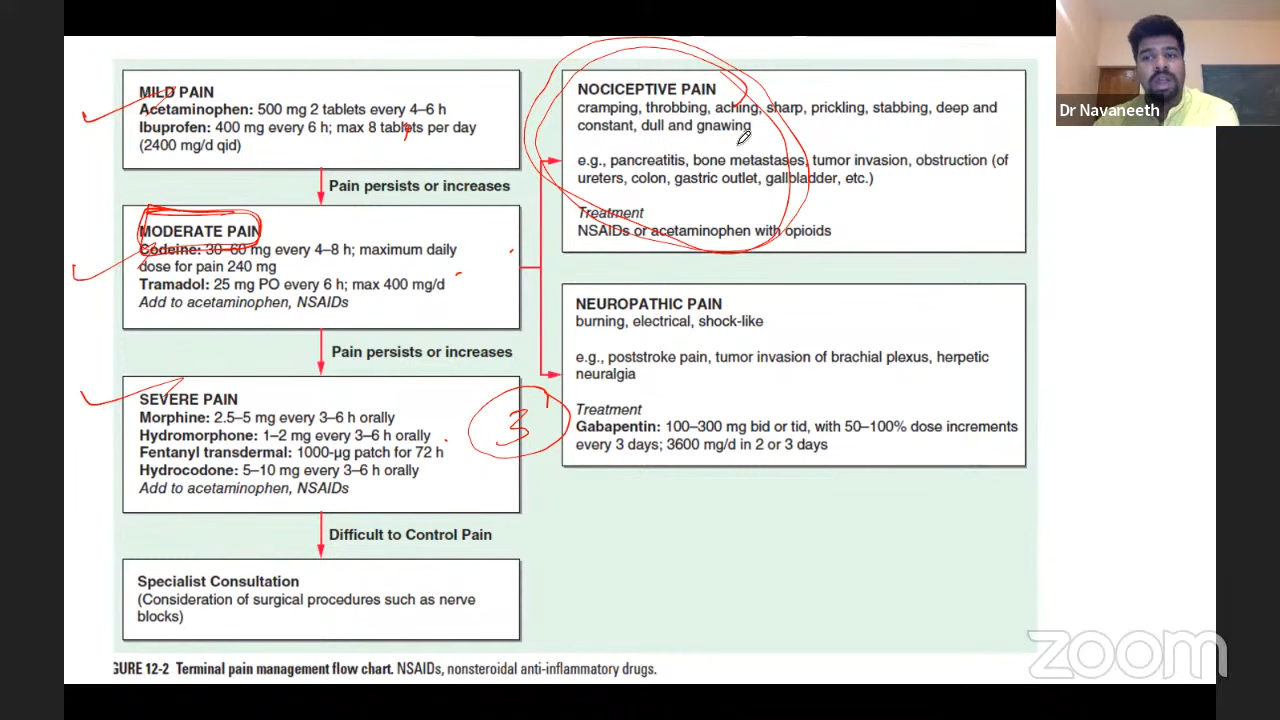 MILD PAIN
Acetaminophen: 500 mg 2 tablets every 4–6 h
Ibuprofen: 400 mg every 6 h; max 8 tablets per day
(2400 mg/d qid)
Pain persists or increases
MODERATE PAIN
Codeine: 30–60 mg every 4–8 h; maximum daily
dose for pain 240 mg
Tramadol: 25 mg PO every 6 h; max 400 mg/d
Add to acetaminophen, NSAIDs
Pain persists or increases
SEVERE PAIN
Morphine: 2.5–5 mg every 3–6 h orally
Hydromorphone: 1–2 mg every 3–6 h orally
Fentanyl transdermal: 1000-μg patch for 72 h
Hydrocodone: 5–10 mg every 3–6 h orally
Add to acetaminophen, NSAIDs
3
Difficult to Control Pain
Specialist Consultation
(Consideration of surgical procedures such as nerve
blocks)
NOCICEPTIVE PAIN
cramping, throbbing, aching, sharp, prickling, stabbing, deep and
constant, dull and gnawing
e.g., pancreatitis, bone metastases, tumor invasion, obstruction (of
ureters, colon, gastric outlet, gallbladder, etc.)
Treatment
NSAIDs or acetaminophen with opioids
NEUROPATHIC PAIN
burning, electrical, shock-like
e.g., poststroke pain, tumor invasion of brachial plexus, herpetic
neuralgia
Treatment
Gabapentin: 100–300 mg bid or tid, with 50–100% dose increments
every 3 days; 3600 mg/d in 2 or 3 days
GURE 12-2 Terminal pain management flow chart. NSAIDs, nonsteroidal anti-inflammatory drugs.
Dr Navaneeth
zoom